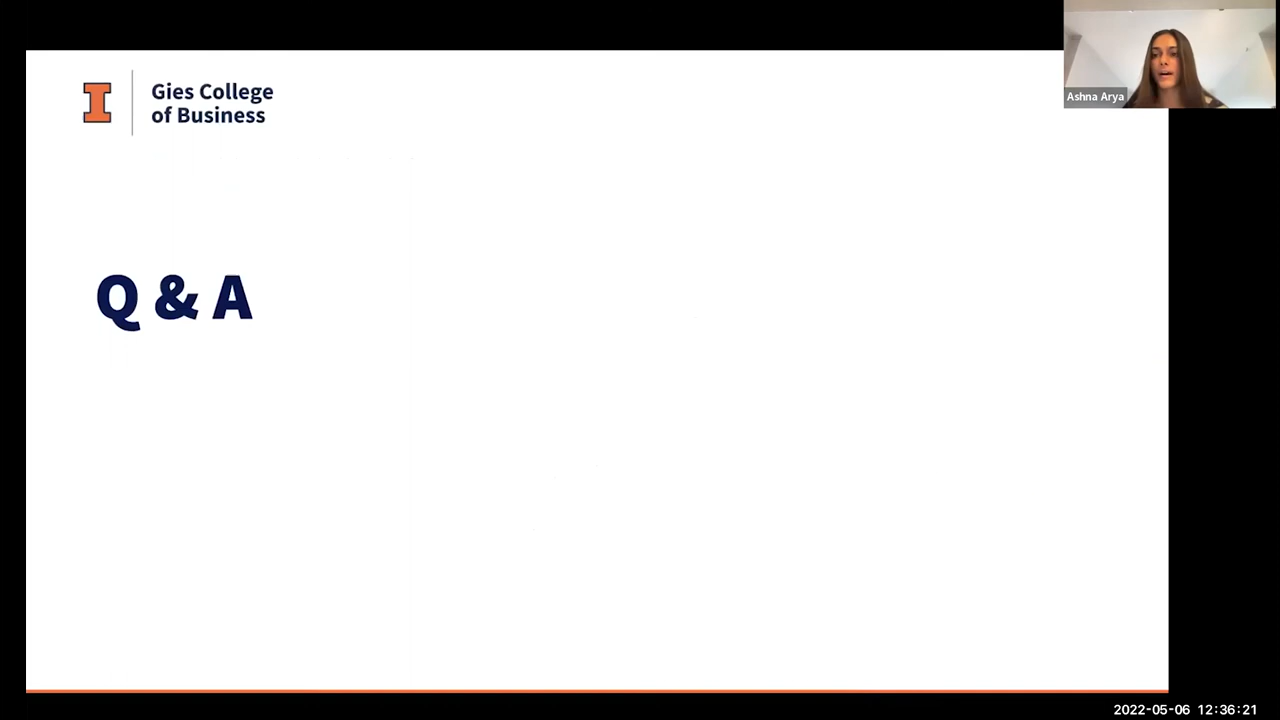 Gies College
of Business
Ashna Arya
Q & A
2022-05-06 12:36:21